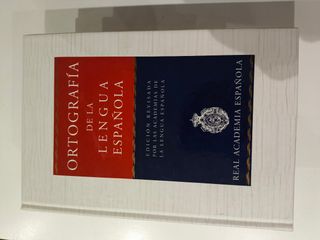 ORTOGRAFÍA
DE LA
LENGUA
ESPAÑOLA
EDICIÓN REVISADA
POR LAS ACADEMIAS DE
LA LENGUA ESPAÑOLA
REAL ACADEMIA ESPAÑOLA